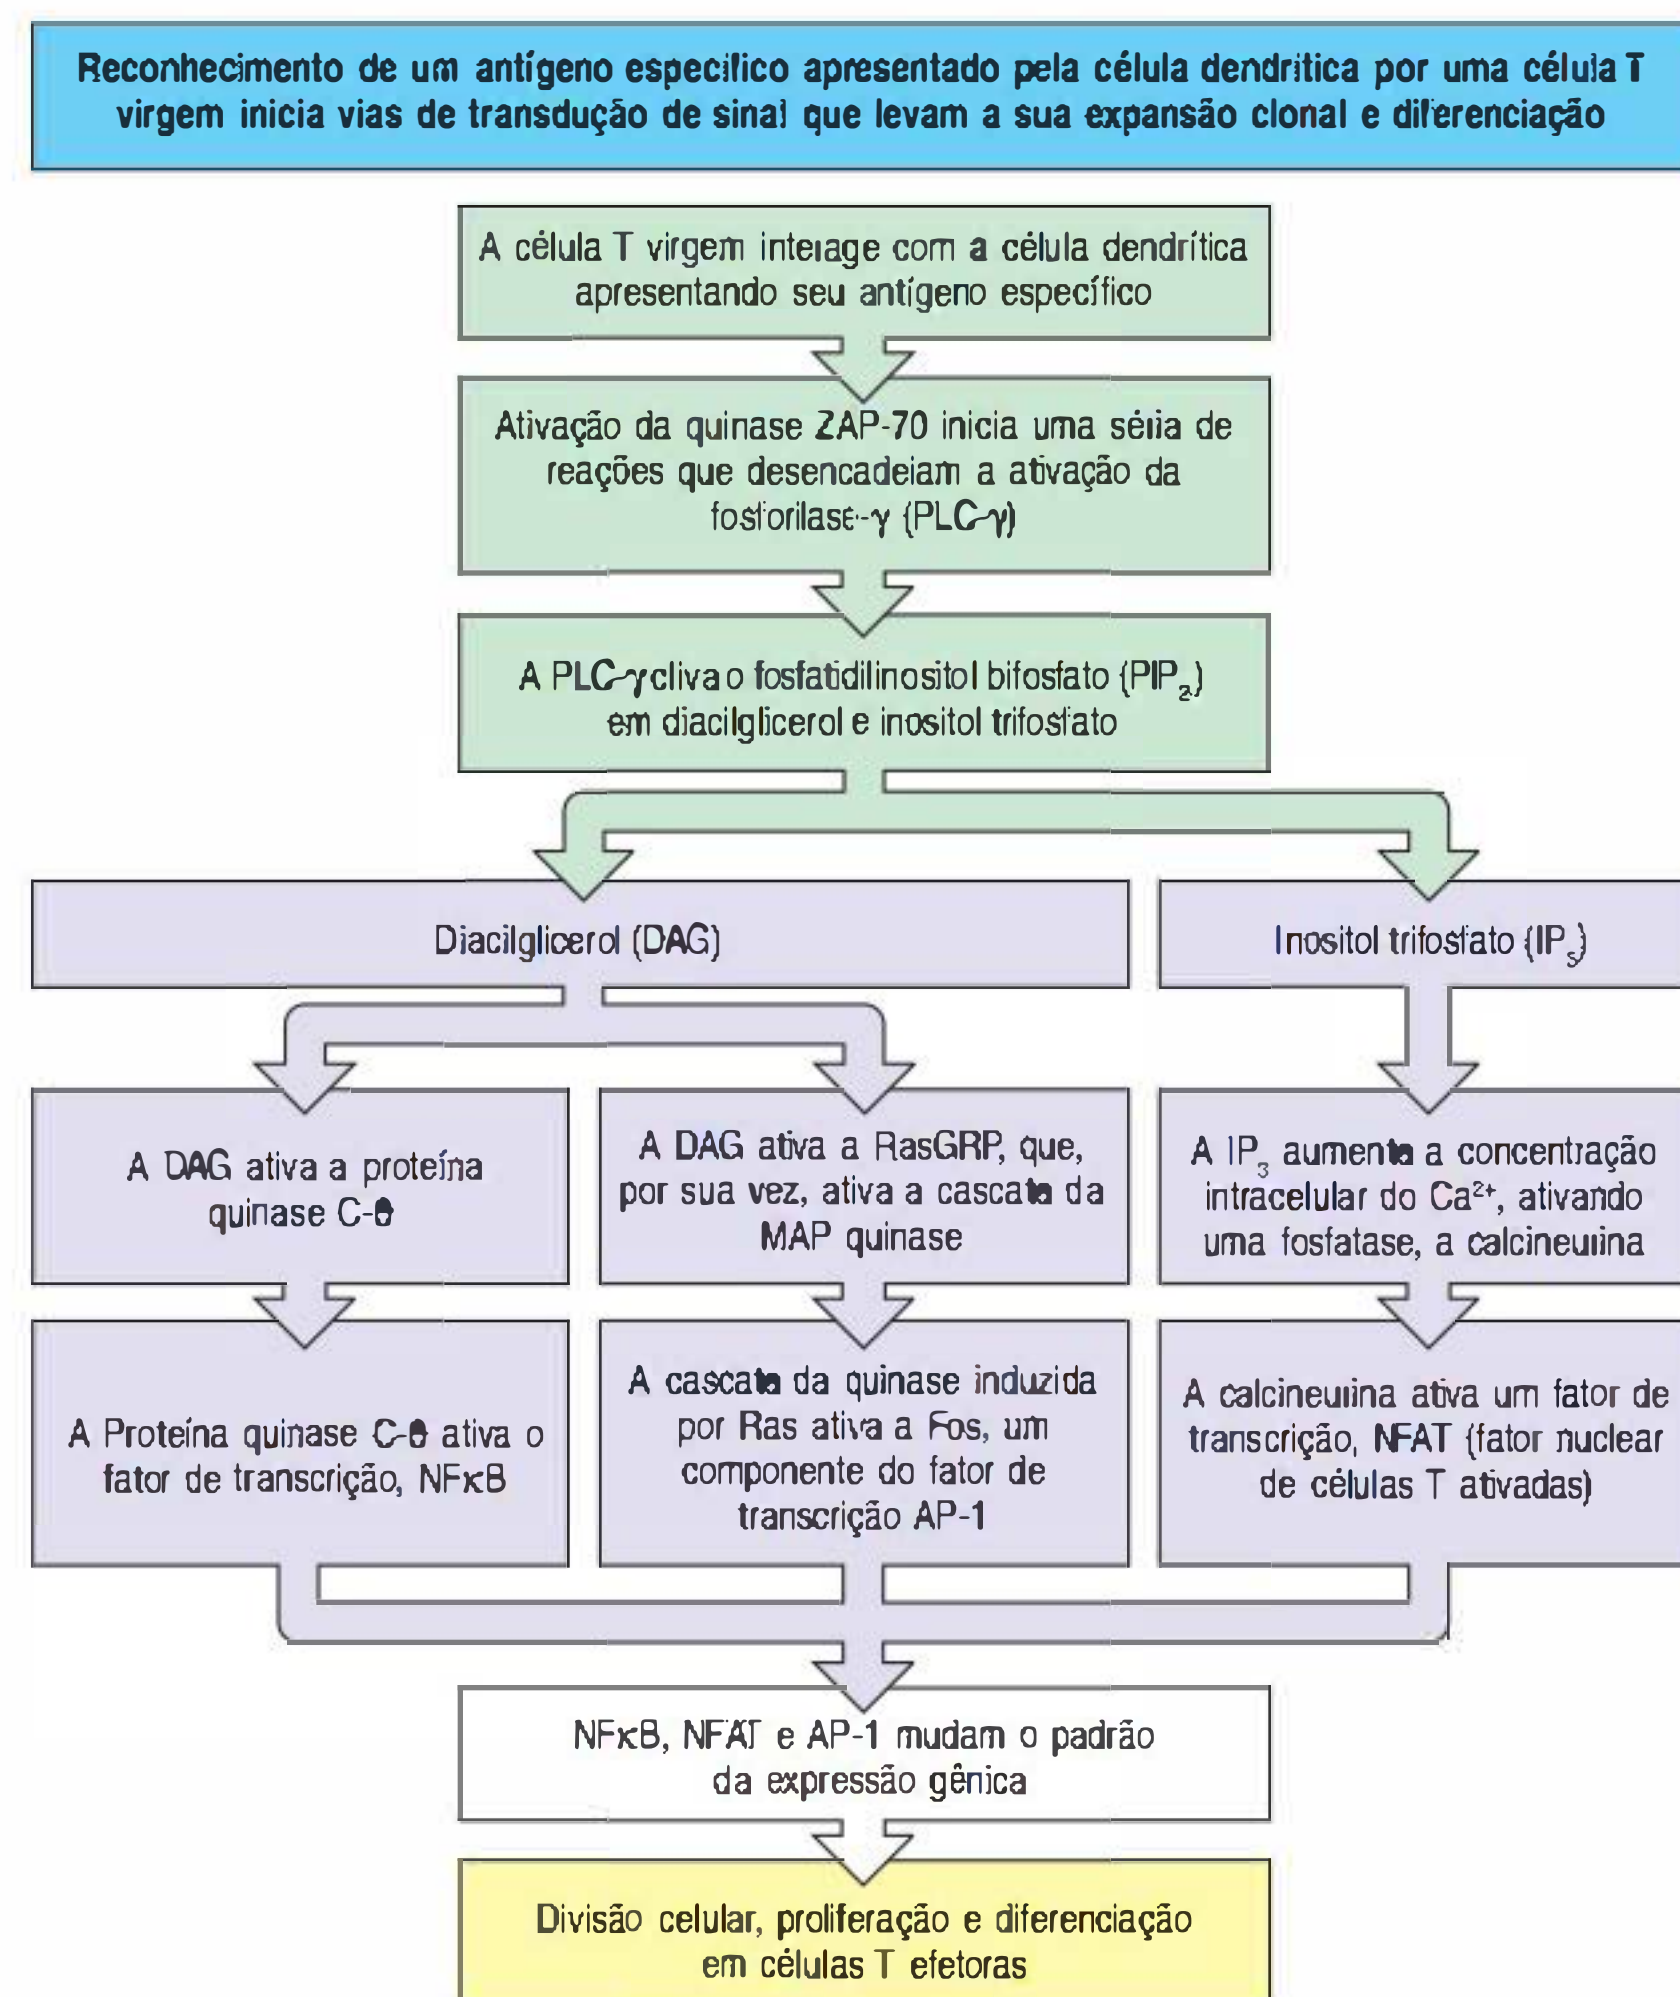 Reconhecimento de um antígeno específico apresentado pela célula dendrítica por uma célula T
virgem inicia vias de transdução de sinal que levam a sua expansão clonal e diferenciação
A célula T virgem interage com a célula dendrítica
apresentando seu antígeno específico
Ativação da quinase ZAP-70 inicia uma séria de
reações que desencadeiam a ativação da
fosforilase-γ (PLC-γ)
A PLC-γ cliva o fosfatidilinositol bifosfato (PIP₂)
em diacilglicerol e inositol trifosfato
Diacilglicerol (DAG)
Inositol trifosfato (IP₃)
A DAG ativa a proteína
quinase C-θ
A DAG ativa a RasGRP, que,
por sua vez, ativa a cascata da
MAP quinase
A IP₃ aumenta a concentração
intracelular do Ca²⁺, ativando
uma fosfatase, a calcineurina
A Proteína quinase C-θ ativa o
fator de transcrição, NFκB
A cascata da quinase induzida
por Ras ativa a Fos, um
componente do fator de
transcrição AP-1
A calcineurina ativa um fator de
transcrição, NFAT (fator nuclear
de células T ativadas)
NFκB, NFAT e AP-1 mudam o padrão
da expressão gênica
Divisão celular, proliferação e diferenciação
em células T efetoras